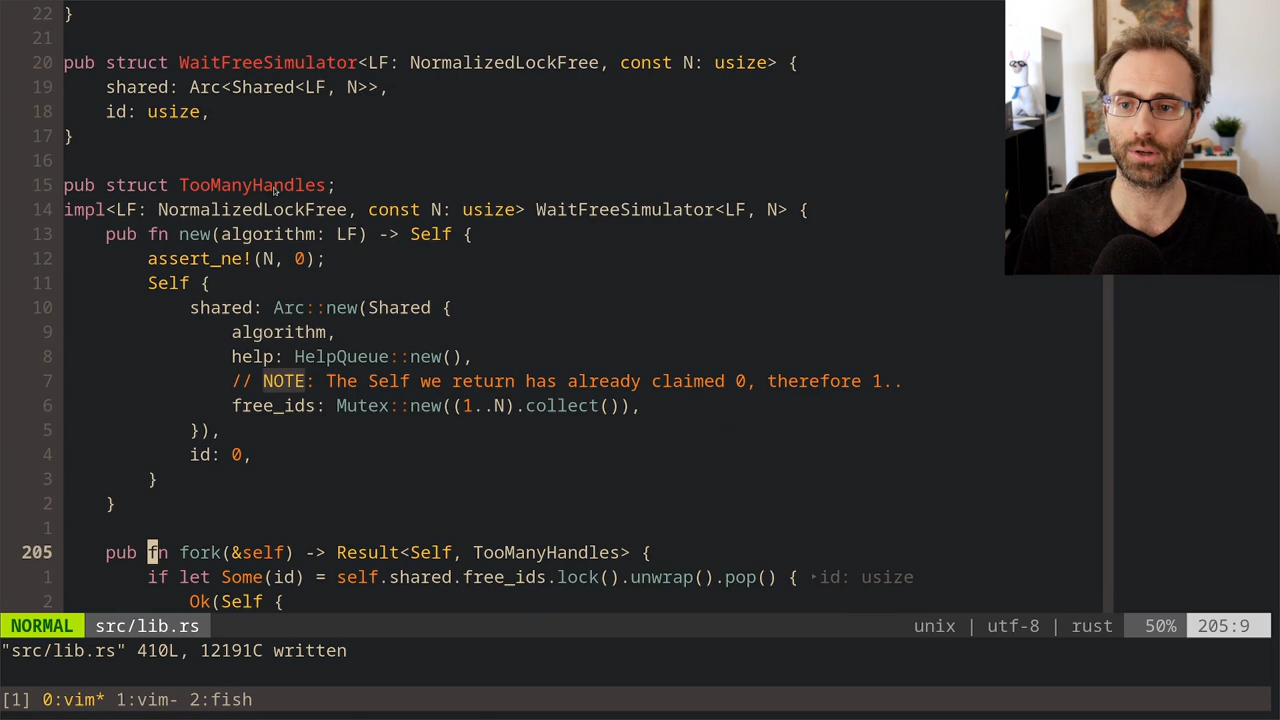 22 }
21
20 pub struct WaitFreeSimulator<LF: NormalizedLockFree, const N: usize> {
19     shared: Arc<Shared<LF, N>>,
18     id: usize,
17 }
16
15 pub struct TooManyHandles;
14 impl<LF: NormalizedLockFree, const N: usize> WaitFreeSimulator<LF, N> {
13     pub fn new(algorithm: LF) -> Self {
12         assert_ne!(N, 0);
11         Self {
10             shared: Arc::new(Shared {
9                 algorithm,
8                 help: HelpQueue::new(),
7                 // NOTE: The Self we return has already claimed 0, therefore 1..
6                 free_ids: Mutex::new((1..N).collect()),
5             }),
4             id: 0,
3         }
2     }
1
205     pub fn fork(&self) -> Result<Self, TooManyHandles> {
1         if let Some(id) = self.shared.free_ids.lock().unwrap().pop() { ‣id: usize
2             Ok(Self {
NORMAL src/lib.rs unix | utf-8 | rust 50% 205:9
"src/lib.rs" 410L, 12191C written
[1] 0:vim* 1:vim- 2:fish